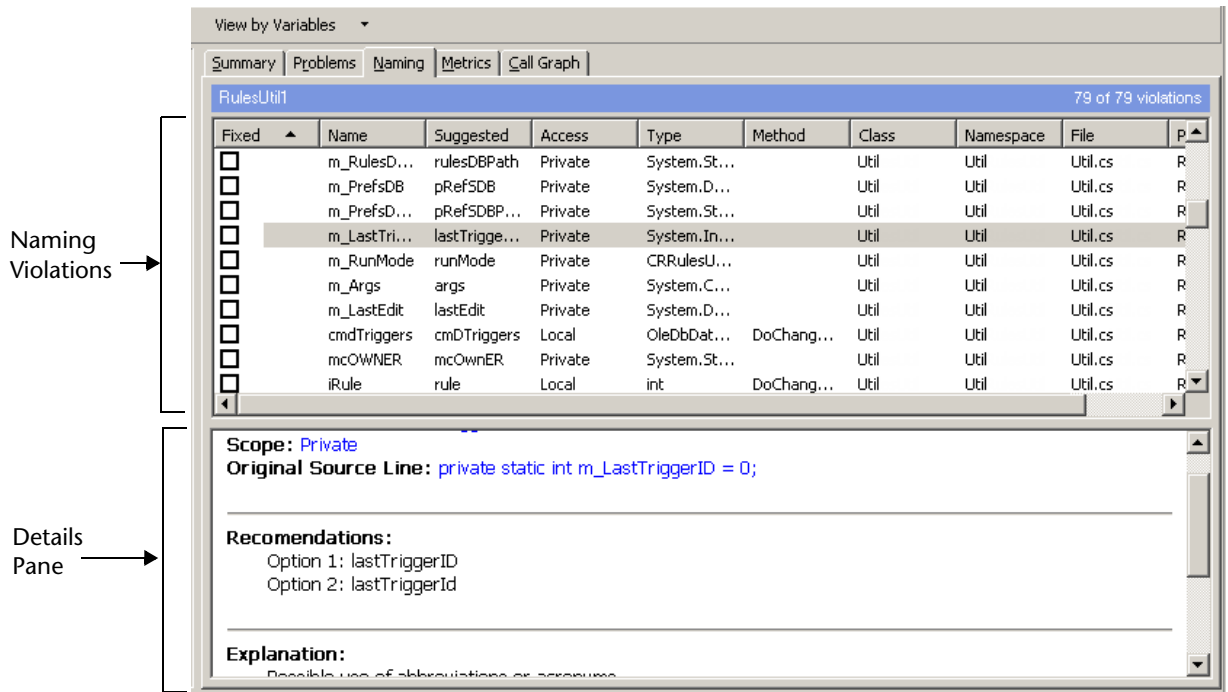 View by Variables
Summary Problems Naming Metrics Call Graph
RulesUtil1 79 of 79 violations
Fixed Name Suggested Access Type Method Class Namespace File P
m_RulesD... rulesDBPath Private System.St... Util Util Util.cs R
m_PrefsDB pRefSDB Private System.D... Util Util Util.cs R
m_PrefsD... pRefSDBP... Private System.St... Util Util Util.cs R
m_LastTri... lastTrigge... Private System.In... Util Util Util.cs R
m_RunMode runMode Private CRRulesU... Util Util Util.cs R
m_Args args Private System.C... Util Util Util.cs R
m_LastEdit lastEdit Private System.D... Util Util Util.cs R
cmdTriggers cmDTriggers Local OleDbDat... DoChang... Util Util Util.cs R
mcOWNER mcOwnER Private System.St... Util Util Util.cs R
iRule rule Local int DoChang... Util Util Util.cs R
Naming
Violations
Scope: Private
Original Source Line: private static int m_LastTriggerID = 0;
Recomendations:
Option 1: lastTriggerID
Option 2: lastTriggerId
Explanation:
Possible use of abbreviations or acronyms
Details
Pane